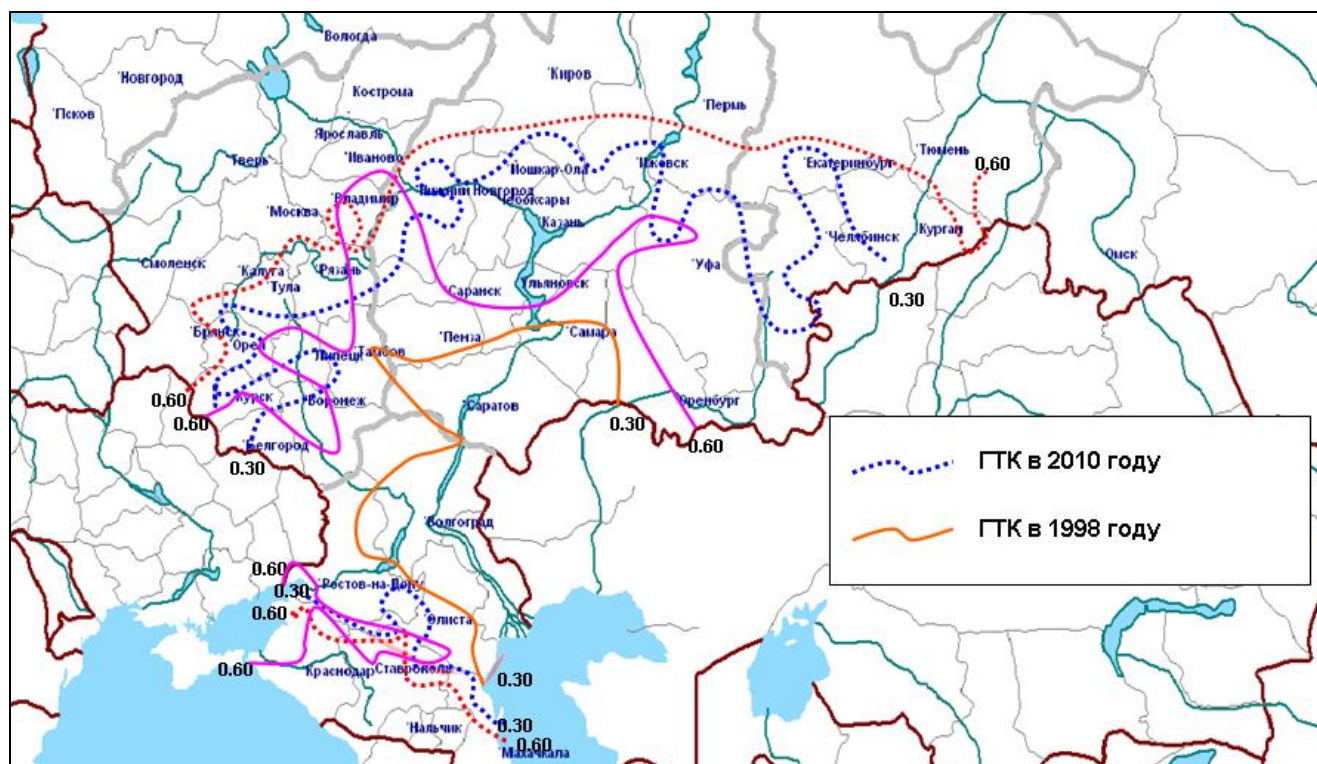 Вологда
Новгород
Киров
Кострома
Псков
Пермь
Ярославль
Тверь
Иваново
Екатеринбург
Тюмень
0.60
Йошкар-Ола
Ижевск
Нижний Новгород
Владимир
Чебоксары
Москва
Казань
Смоленск
Калуга
Рязань
Челябинск
Курган
Омск
Тула
Уфа
Саранск
Ульяновск
0.30
Брянск
Орел
Пенза
Самара
Липецк
Тамбов
0.60
Курск
Воронеж
Саратов
Оренбург
0.60
0.30
0.60
Белгород
0.30
ГТК в 2010 году
ГТК в 1998 году
Волгоград
0.60
0.30
Ростов-на-Дону
0.60
Элиста
0.60
Краснодар
Ставрополь
0.30
0.30
Нальчик
0.60
Махачкала